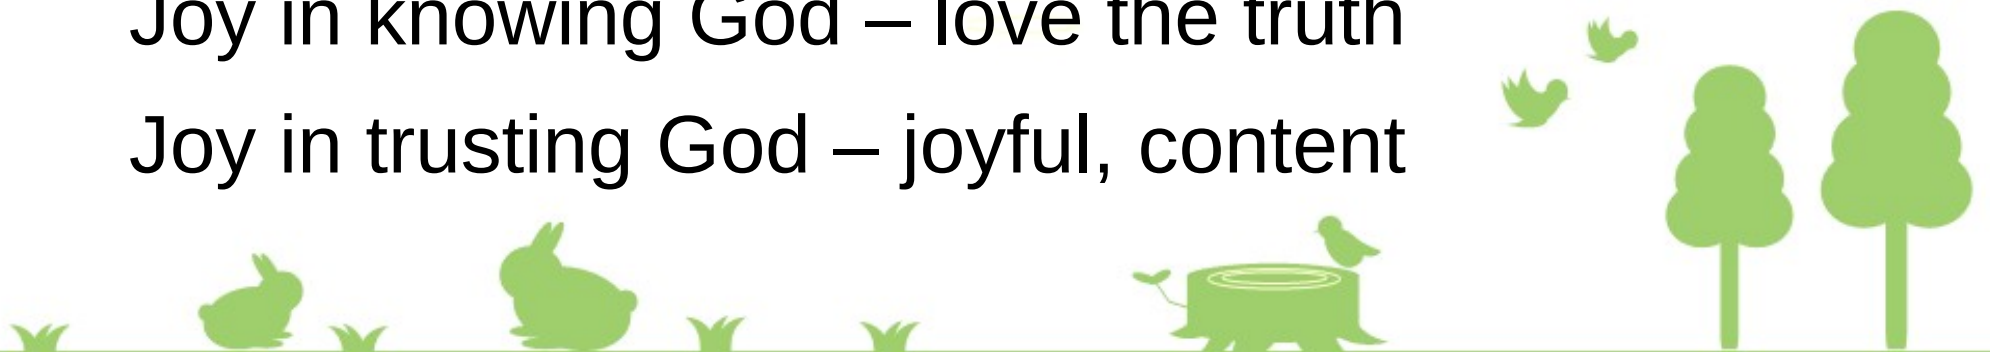 Joy in knowing God – love the truth
Joy in trusting God – joyful, content